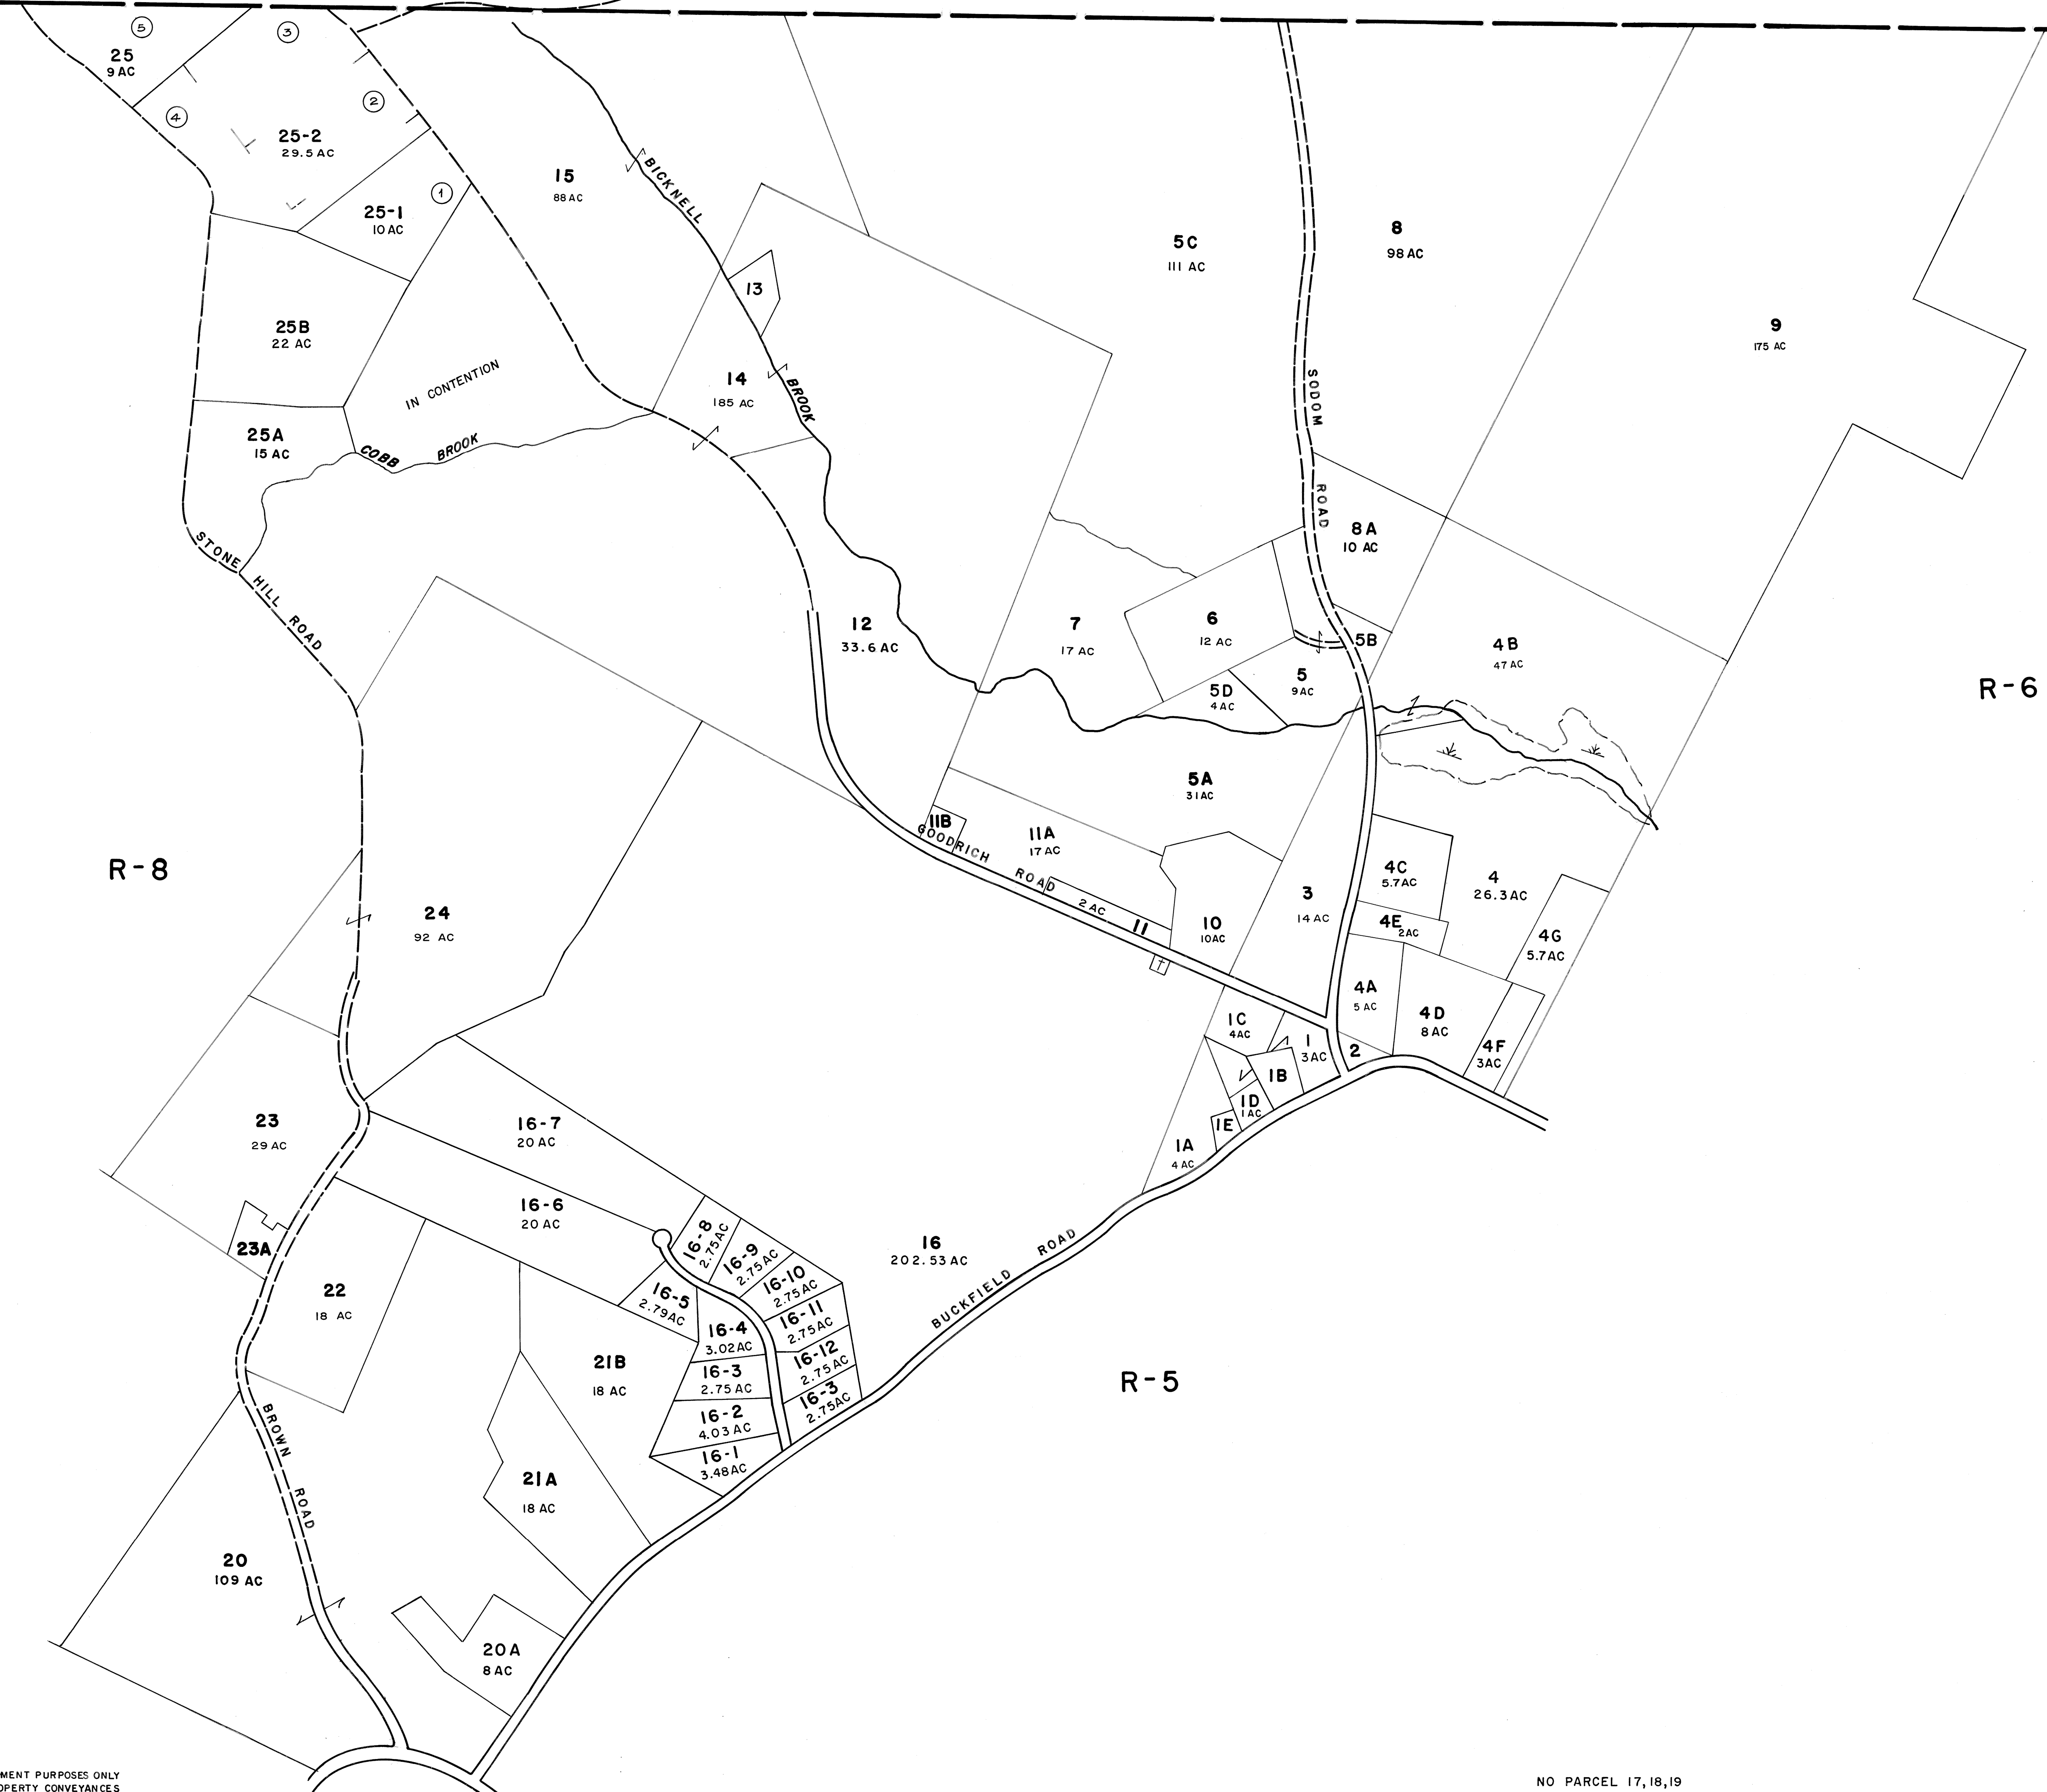 5
25
9 AC
3
4
2
25-2
29.5 AC
1
25-1
10 AC
15
88 AC
BICKNELL
BROOK
13
14
185 AC
25B
22 AC
IN CONTENTION
25A
15 AC
COBB
BROOK
STONE
HILL ROAD
5C
111 AC
8
98 AC
9
175 AC
SODOM
ROAD
8A
10 AC
12
33.6 AC
7
17 AC
6
12 AC
5B
5
9AC
5D
4 AC
4B
47 AC
R-6
5A
31AC
11B
GOODRICH
ROAD
11A
17 AC
2 AC
11
10
10AC
3
14 AC
4C
5.7AC
4
26.3 AC
4E
2AC
4G
5.7 AC
4A
5 AC
4D
8 AC
4F
3AC
1C
4AC
1
3 AC
2
1B
1D
1 AC
1E
1A
4 AC
R-8
24
92 AC
23
29 AC
23A
22
18 AC
16-7
20 AC
16-6
20 AC
16-8
2.75AC
16-9
2.75AC
16-10
2.75AC
16-11
2.75AC
16-12
2.75 AC
16-3
2.75AC
16-5
2.79AC
16-4
3.02AC
16-3
2.75 AC
16-2
4.03 AC
16-1
3.48AC
16
202.53 AC
BUCKFIELD
ROAD
R-5
21B
18 AC
21A
18 AC
BROWN
ROAD
20
109 AC
20A
8 AC
MENT PURPOSES ONLY
OPERTY CONVEYANCES
NO PARCEL 17,18,19